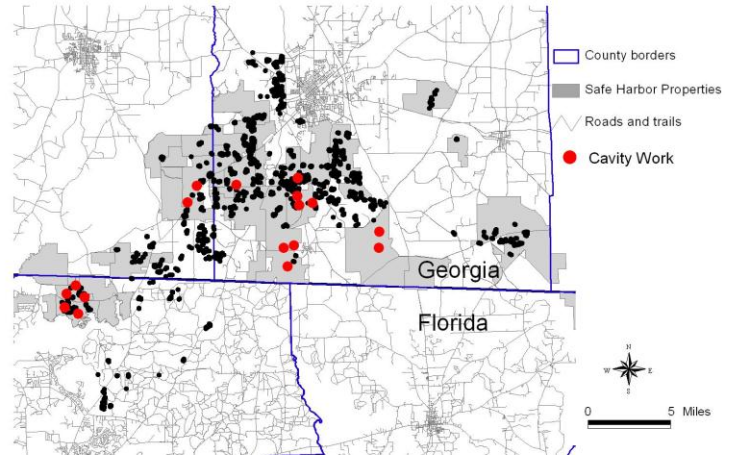 County borders
Safe Harbor Properties
Roads and trails
Cavity Work
Georgia
Florida
N
W E
S
0 5 Miles